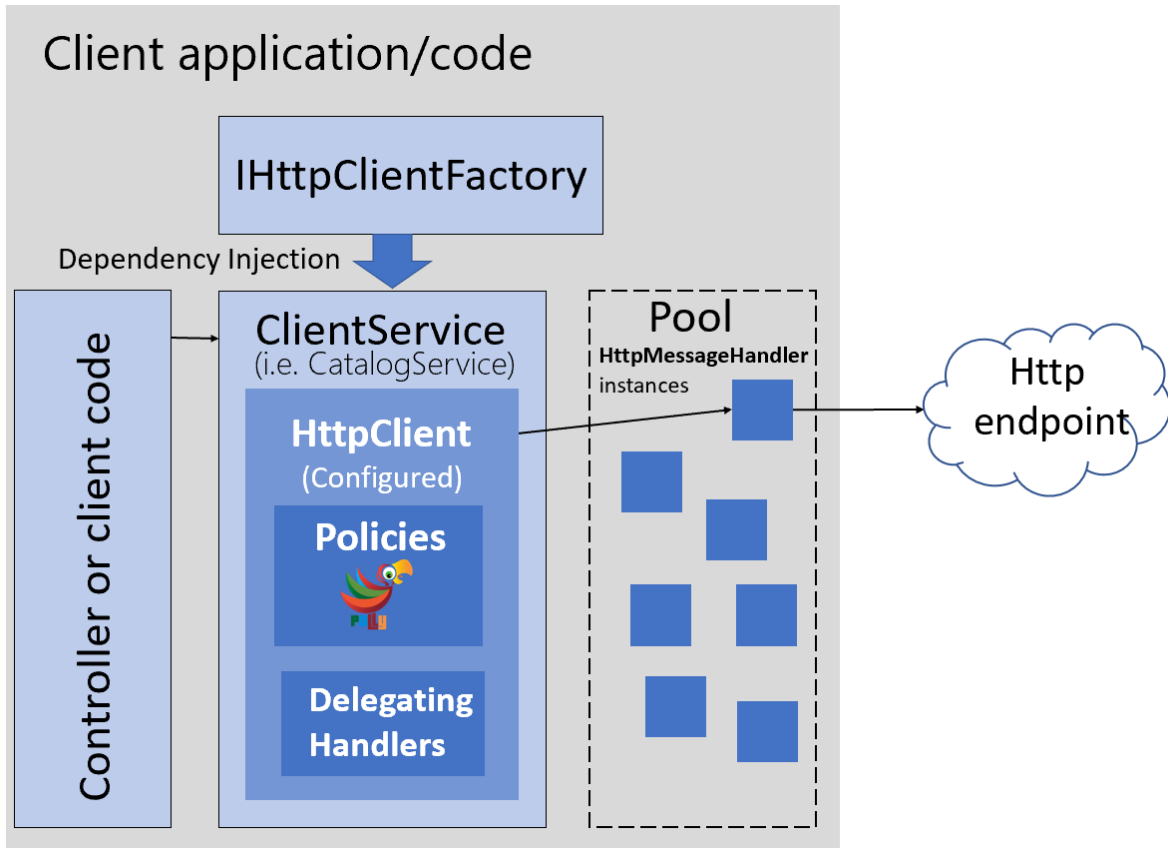 Client application/code
IHttpClientFactory
Dependency Injection
Controller or client code
ClientService
(i.e. CatalogService)
HttpClient
(Configured)
Policies
Polly
Delegating
Handlers
Pool
HttpMessageHandler
instances
Http
endpoint